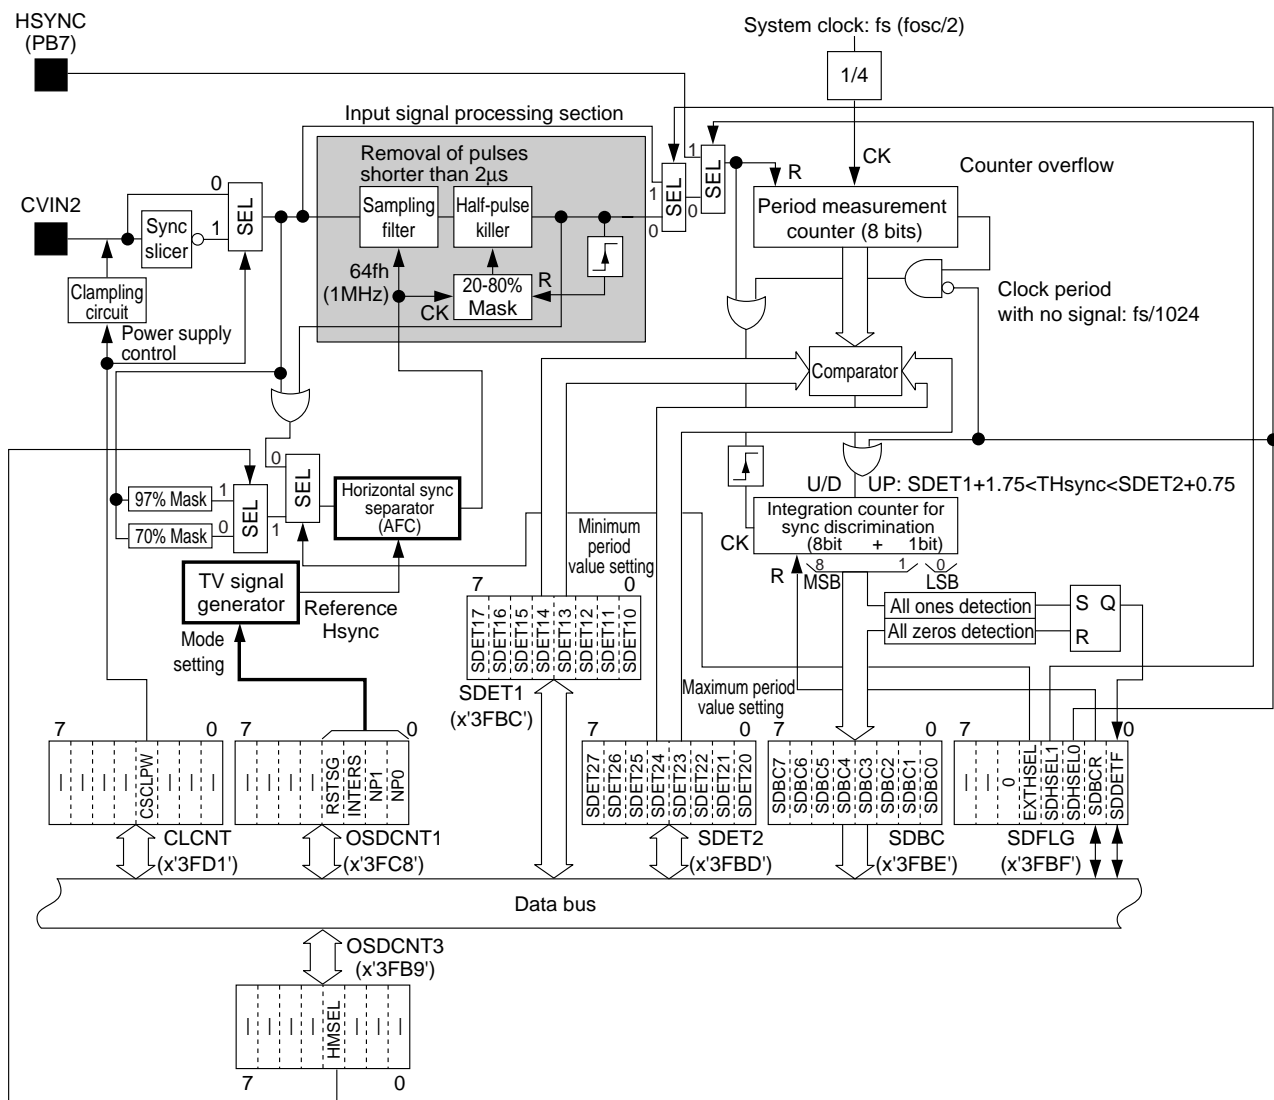 HSYNC
(PB7)
System clock: fs (fosc/2)
1/4
Input signal processing section
CK
Counter overflow
Removal of pulses
shorter than 2µs
R
CVIN2
0
1
SEL
Sync
slicer
Sampling
filter
Half-pulse
killer
1
0
SEL
1
0
SEL
Period measurement
counter (8 bits)
64fh
(1MHz)
CK
20-80%
Mask
R
Clampling
circuit
Power supply
control
Clock period
with no signal: fs/1024
Comparator
0
1
SEL
97% Mask
70% Mask
1
0
SEL
Horizontal sync
separator
(AFC)
U/D
UP: SDET1+1.75<THsync<SDET2+0.75
Integration counter for
sync discrimination
(8bit + 1bit)
CK
R
8
1
0
MSB
LSB
Minimum
period
value setting
TV signal
generator
Reference
Hsync
Mode
setting
All ones detection
All zeros detection
S Q
R
7 0
SDET17
SDET16
SDET15
SDET14
SDET13
SDET12
SDET11
SDET10
SDET1
(x'3FBC')
Maximum period
value setting
7 0
CSCLPW
CLCNT
(x'3FD1')
7 0
RSTSG
INTERS
NP1
NP0
OSDCNT1
(x'3FC8')
7 0
SDET27
SDET26
SDET25
SDET24
SDET23
SDET22
SDET21
SDET20
SDET2
(x'3FBD')
7 0
SDBC7
SDBC6
SDBC5
SDBC4
SDBC3
SDBC2
SDBC1
SDBC0
SDBC
(x'3FBE')
7 0
0
EXTHSEL
SDHSEL1
SDHSEL0
SDBCR
SDDETF
SDFLG
(x'3FBF')
Data bus
OSDCNT3
(x'3FB9')
HMSEL
7 0